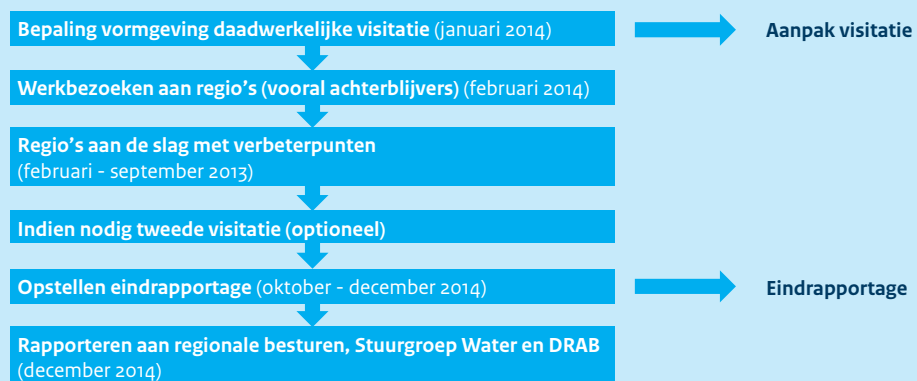 Bepaling vormgeving daadwerkelijke visitatie (januari 2014)
Aanpak visitatie
Werkbezoeken aan regio's (vooral achterblijvers) (februari 2014)
Regio's aan de slag met verbeterpunten
(februari - september 2013)
Indien nodig tweede visitatie (optioneel)
Opstellen eindrapportage (oktober - december 2014)
Eindrapportage
Rapporteren aan regionale besturen, Stuurgroep Water en DRAB
(december 2014)